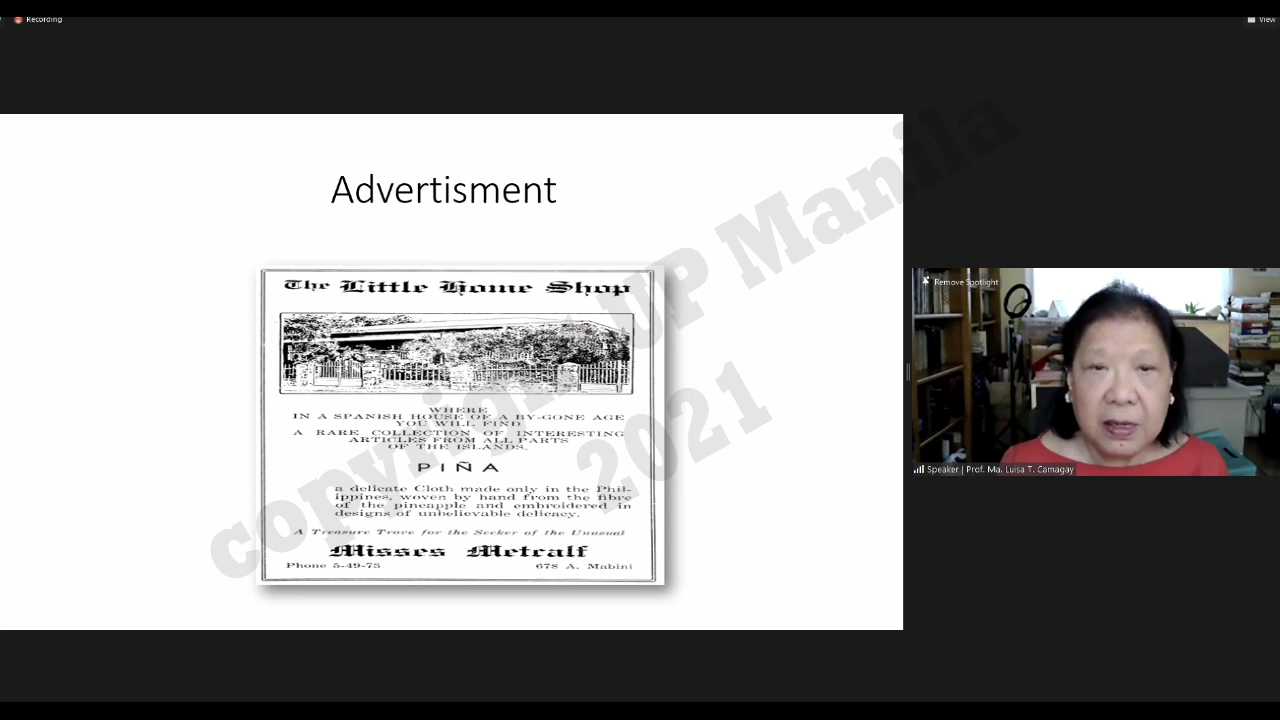 Recording
View
Advertisment
The Little Home Shop
WHERE
IN A SPANISH HOUSE OF A BY-GONE AGE
YOU WILL FIND
A RARE COLLECTION OF INTERESTING
ARTICLES FROM ALL PARTS
OF THE ISLANDS.
PIÑA
a delicate Cloth made only in the Phil-
ippines, woven by hand from the fibre
of the pineapple and embroidered in
designs of unbelievable delicacy.
A Treasure Trove for the Seeker of the Unusual
Misses Metcalf
Phone 5-49-73 678 A. Mabini
copyright UP Manila
2021
Remove Spotlight
Speaker | Prof. Ma. Luisa T. Camagay